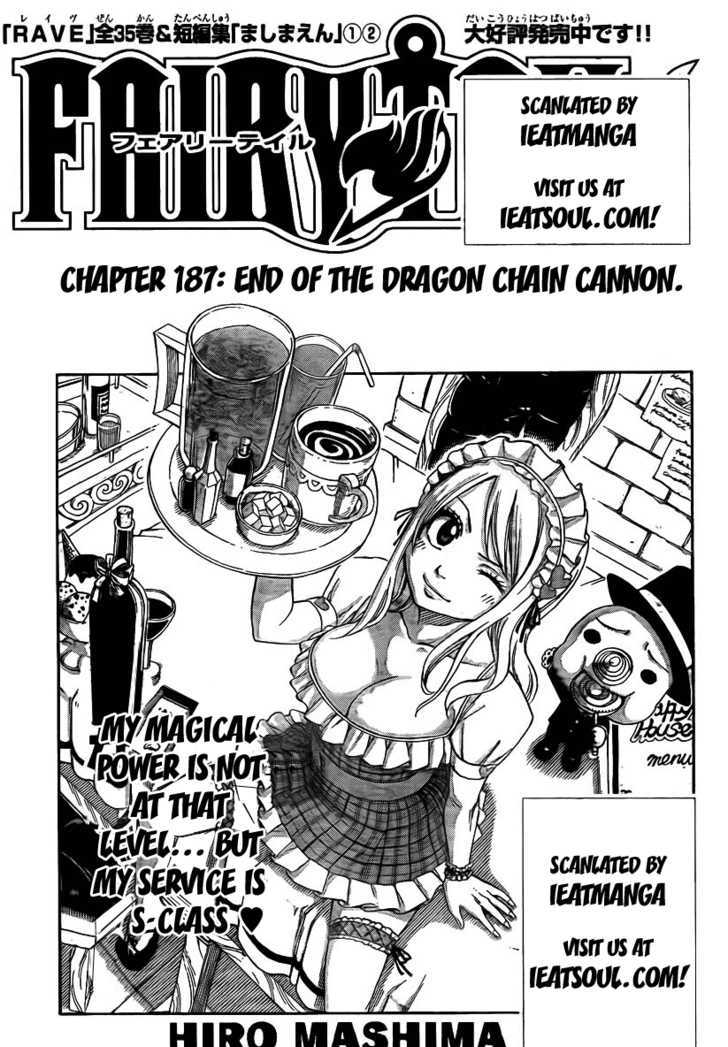 レイヴ ぜん かん たんぺんしゅう だいこうひょうはつばいちゅう
「RAVE」全35巻&短編集「ましまえん」①② 大好評発売中です!!
FAIRY TAIL
フェアリーテイル
SCANLATED BY
IEATMANGA
VISIT US AT
IEATSOUL.COM!
CHAPTER 187: END OF THE DRAGON CHAIN CANNON.
House
menu
MY MAGICAL
POWER IS NOT
AT THAT
LEVEL... BUT
MY SERVICE IS
S-CLASS ♥
SCANLATED BY
IEATMANGA
VISIT US AT
IEATSOUL.COM!
HIRO MASHIMA